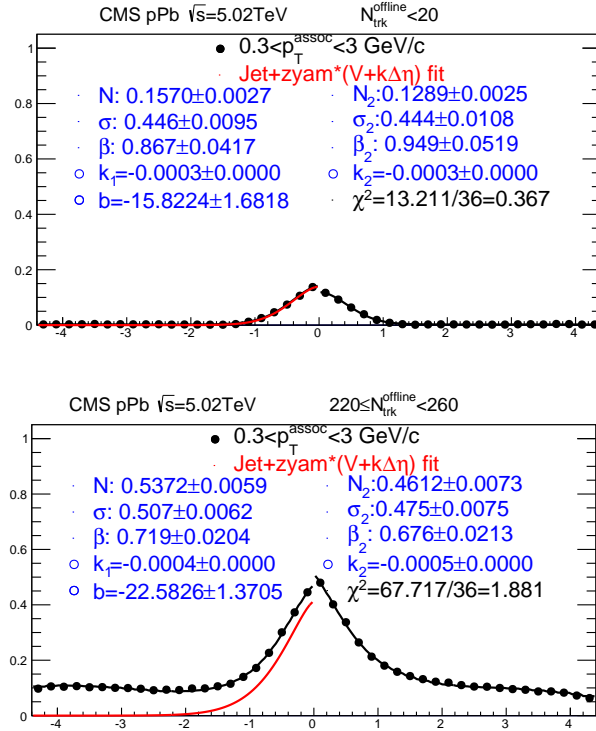 CMS pPb √s=5.02TeV N_trk^offline<20
0.3<p_T^assoc<3 GeV/c
Jet+zyam*(V+kΔη) fit
N: 0.1570±0.0027 N_2:0.1289±0.0025
σ: 0.446±0.0095 σ_2:0.444±0.0108
β: 0.867±0.0417 β_2:0.949±0.0519
k_1=-0.0003±0.0000 k_2=-0.0003±0.0000
b=-15.8224±1.6818 χ²=13.211/36=0.367
1
0.8
0.6
0.4
0.2
0
-4 -3 -2 -1 0 1 2 3 4
CMS pPb √s=5.02TeV 220≤N_trk^offline<260
0.3<p_T^assoc<3 GeV/c
Jet+zyam*(V+kΔη) fit
N: 0.5372±0.0059 N_2:0.4612±0.0073
σ: 0.507±0.0062 σ_2:0.475±0.0075
β: 0.719±0.0204 β_2:0.676±0.0213
k_1=-0.0004±0.0000 k_2=-0.0005±0.0000
b=-22.5826±1.3705 χ²=67.717/36=1.881
1
0.8
0.6
0.4
0.2
0
-4 -3 -2 -1 0 1 2 3 4